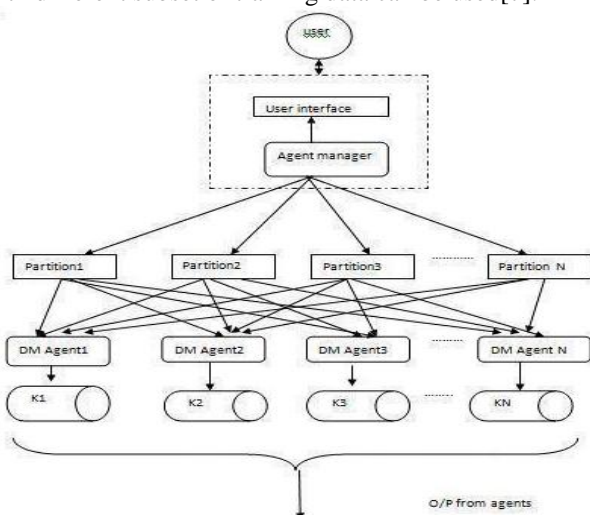 user
User interface
Agent manager
Partition1 Partition2 Partition3 ............ Partition N
DM Agent1 DM Agent2 DM Agent3 ......... DM Agent N
K1 K2 K3 ........ KN
O/P from agents